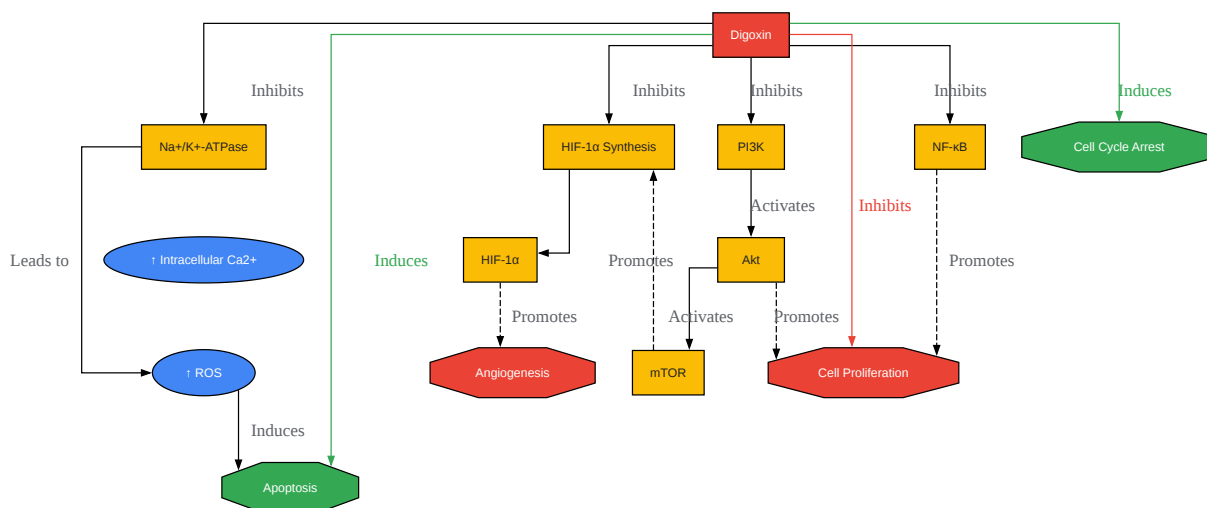 Digoxin
Inhibits
Inhibits
Inhibits
Inhibits
Induces
Na+/K+-ATPase
HIF-1α Synthesis
PI3K
NF-κB
Cell Cycle Arrest
Activates
Inhibits
Leads to
↑ Intracellular Ca2+
Induces
HIF-1α
Promotes
Akt
Promotes
Promotes
Activates
Promotes
↑ ROS
Angiogenesis
mTOR
Cell Proliferation
Induces
Apoptosis